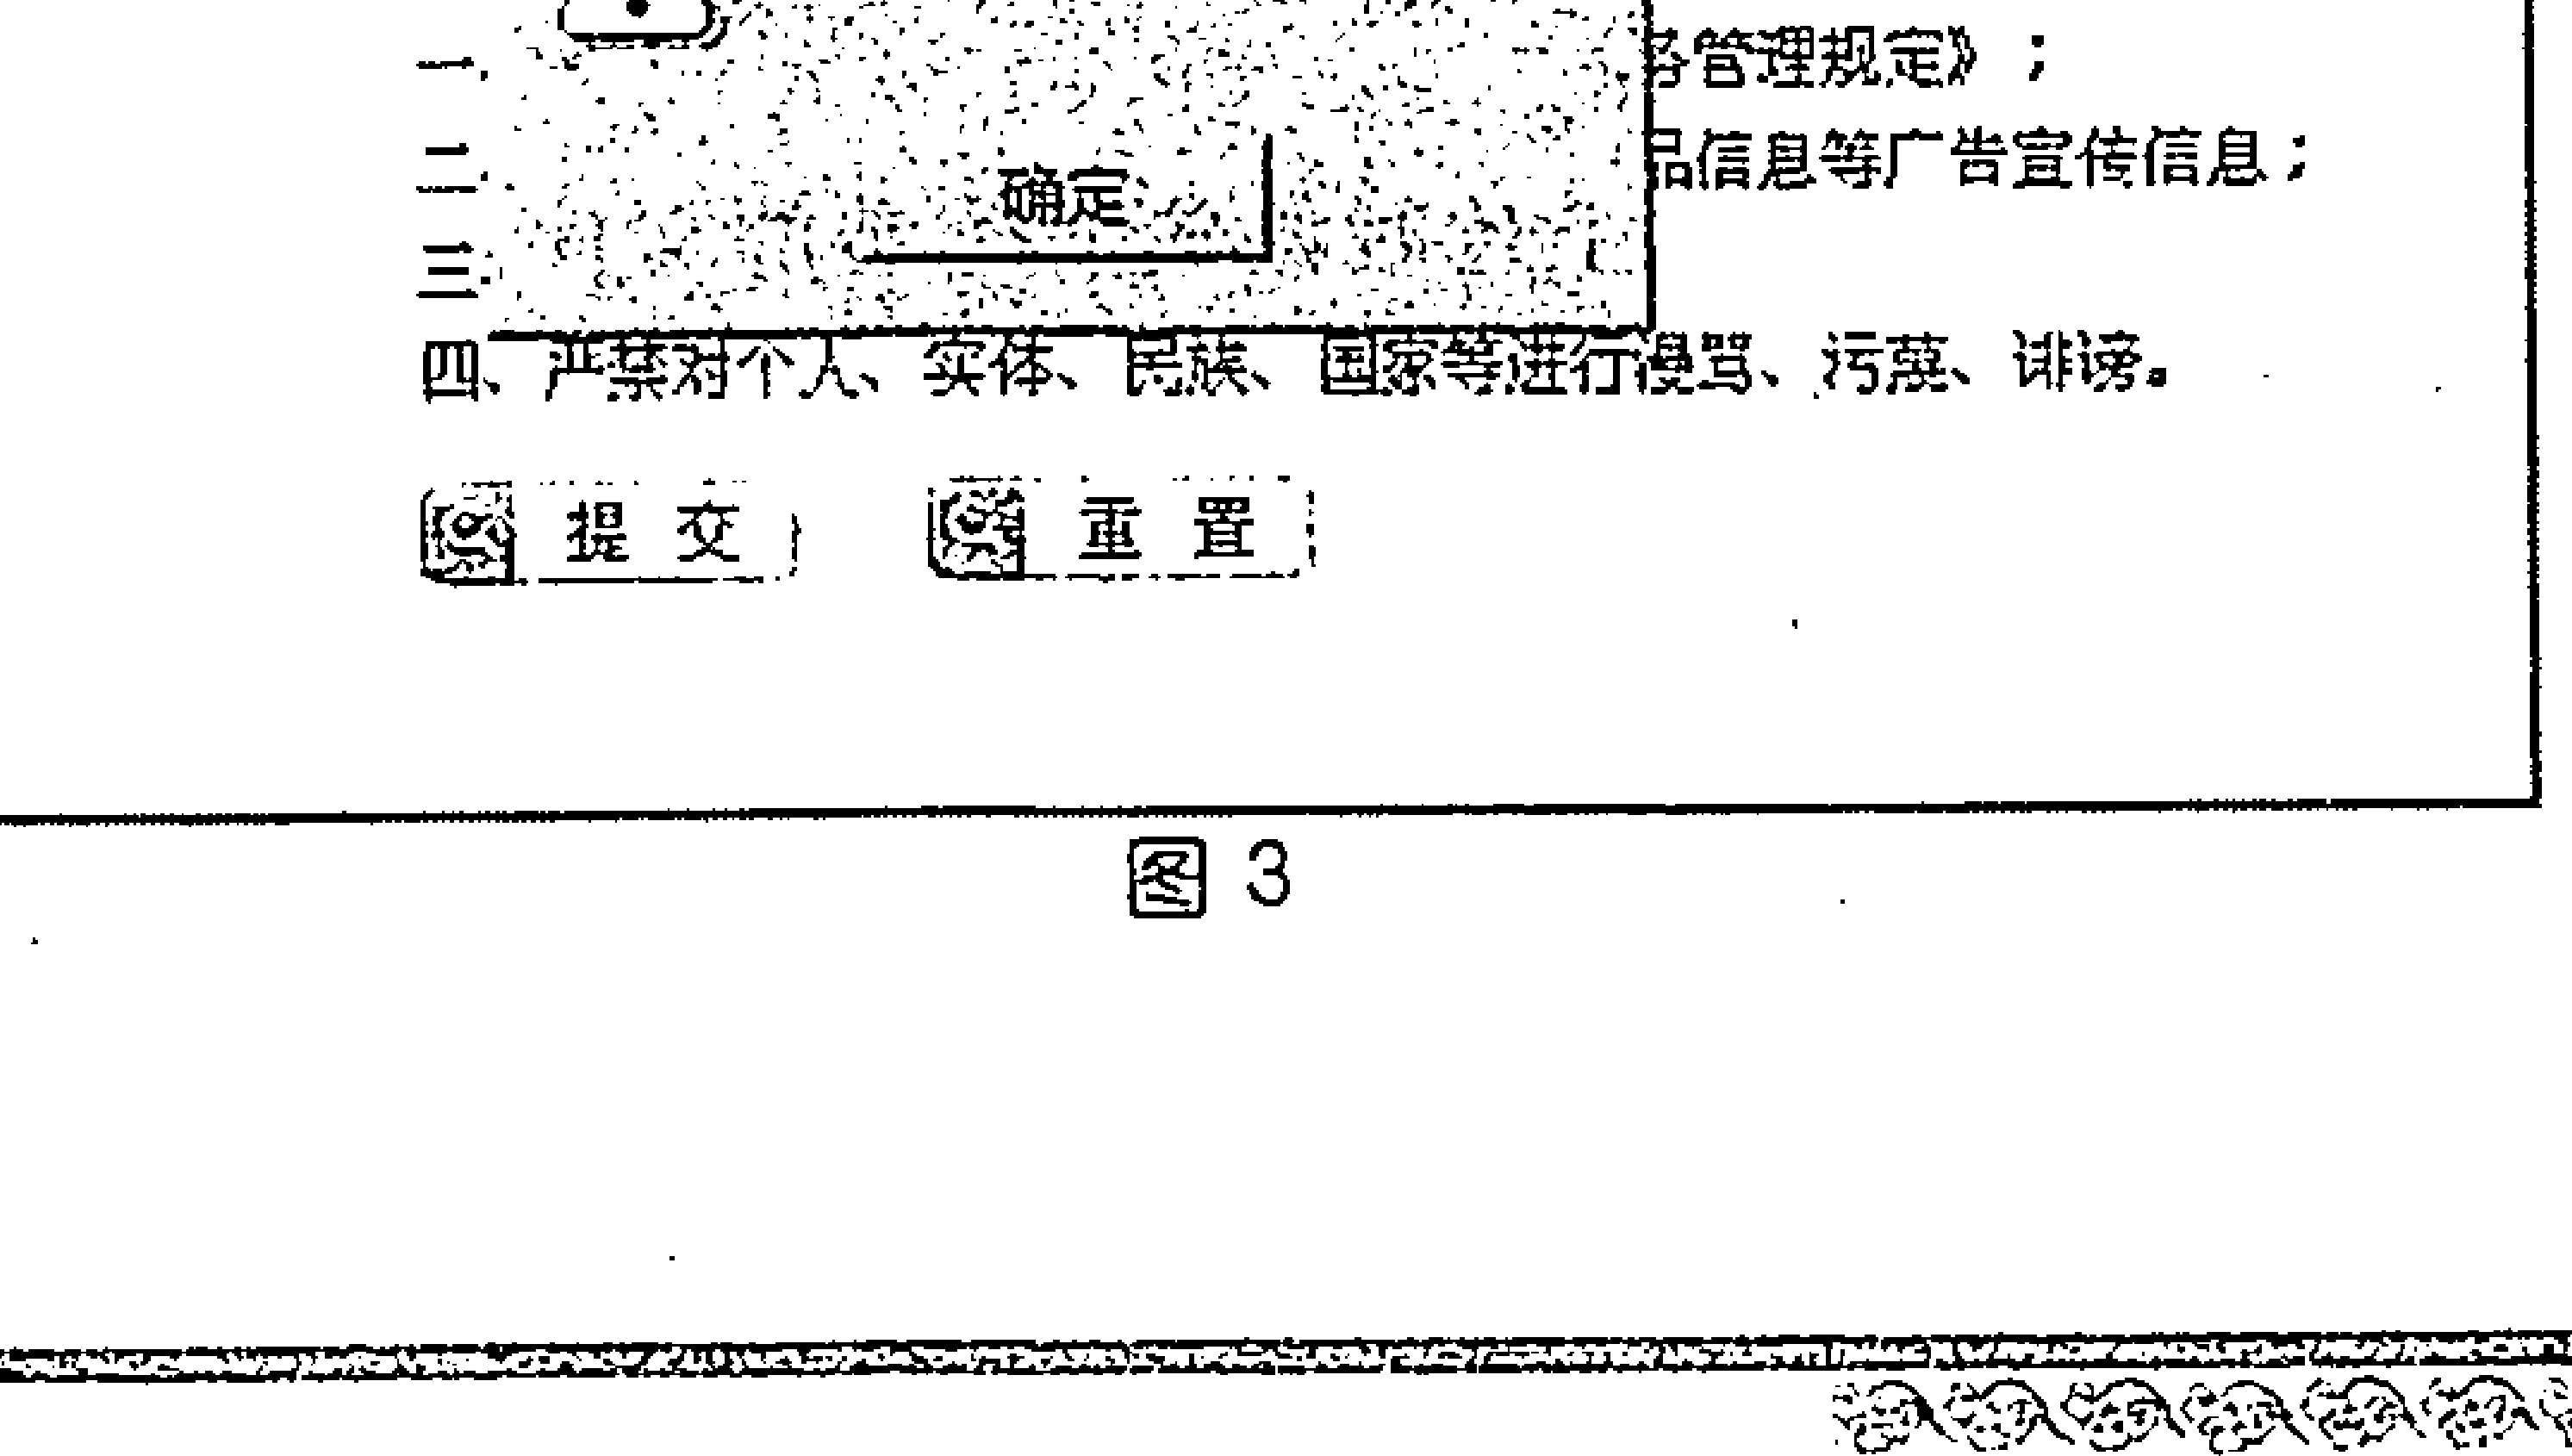 一、务管理规定》；
二、品信息等广告宣传信息；
确定
三、
四、严禁对个人、实体、民族、国家等进行漫骂、污蔑、诽谤。
提 交 重 置
图 3